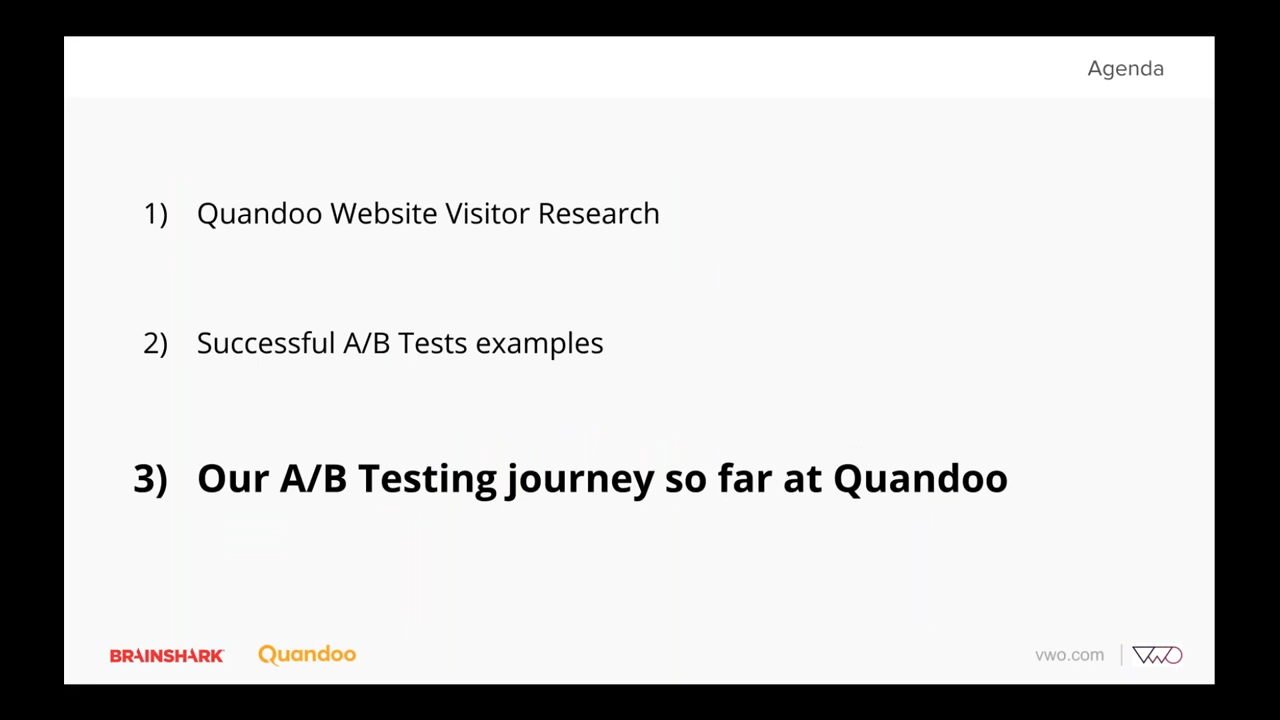 Agenda
1) Quandoo Website Visitor Research
2) Successful A/B Tests examples
3) Our A/B Testing journey so far at Quandoo
BRAINSHARK Quandoo vwo.com VWO